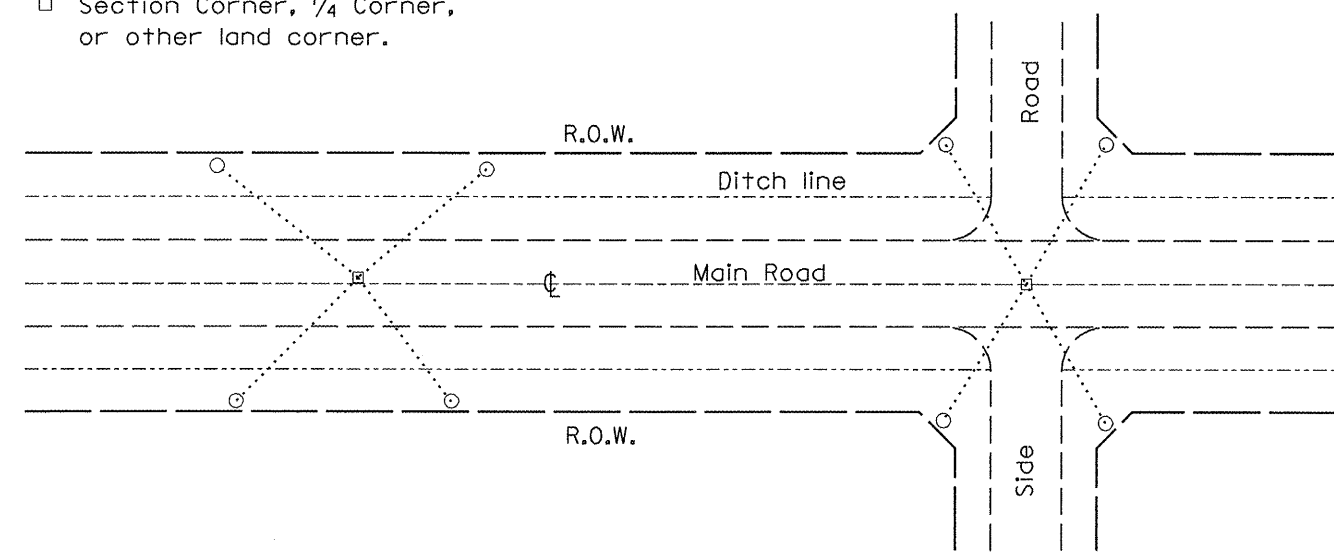 □ Section Corner, 1/4 Corner,
or other land corner.
Road
R.O.W.
Ditch line
Main Road
℄
R.O.W.
Side